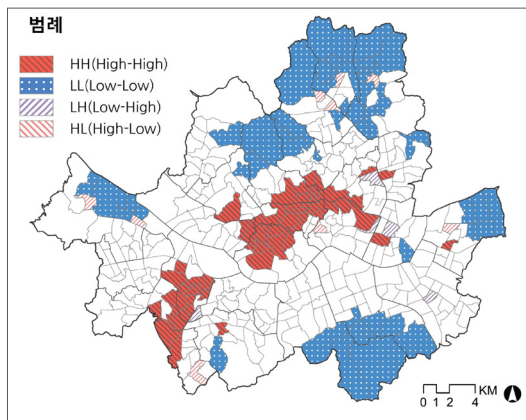 범례
HH(High-High)
LL(Low-Low)
LH(Low-High)
HL(High-Low)
KM
0 1 2 4